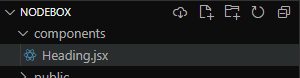 NODEBOX
components
Heading.jsx
public